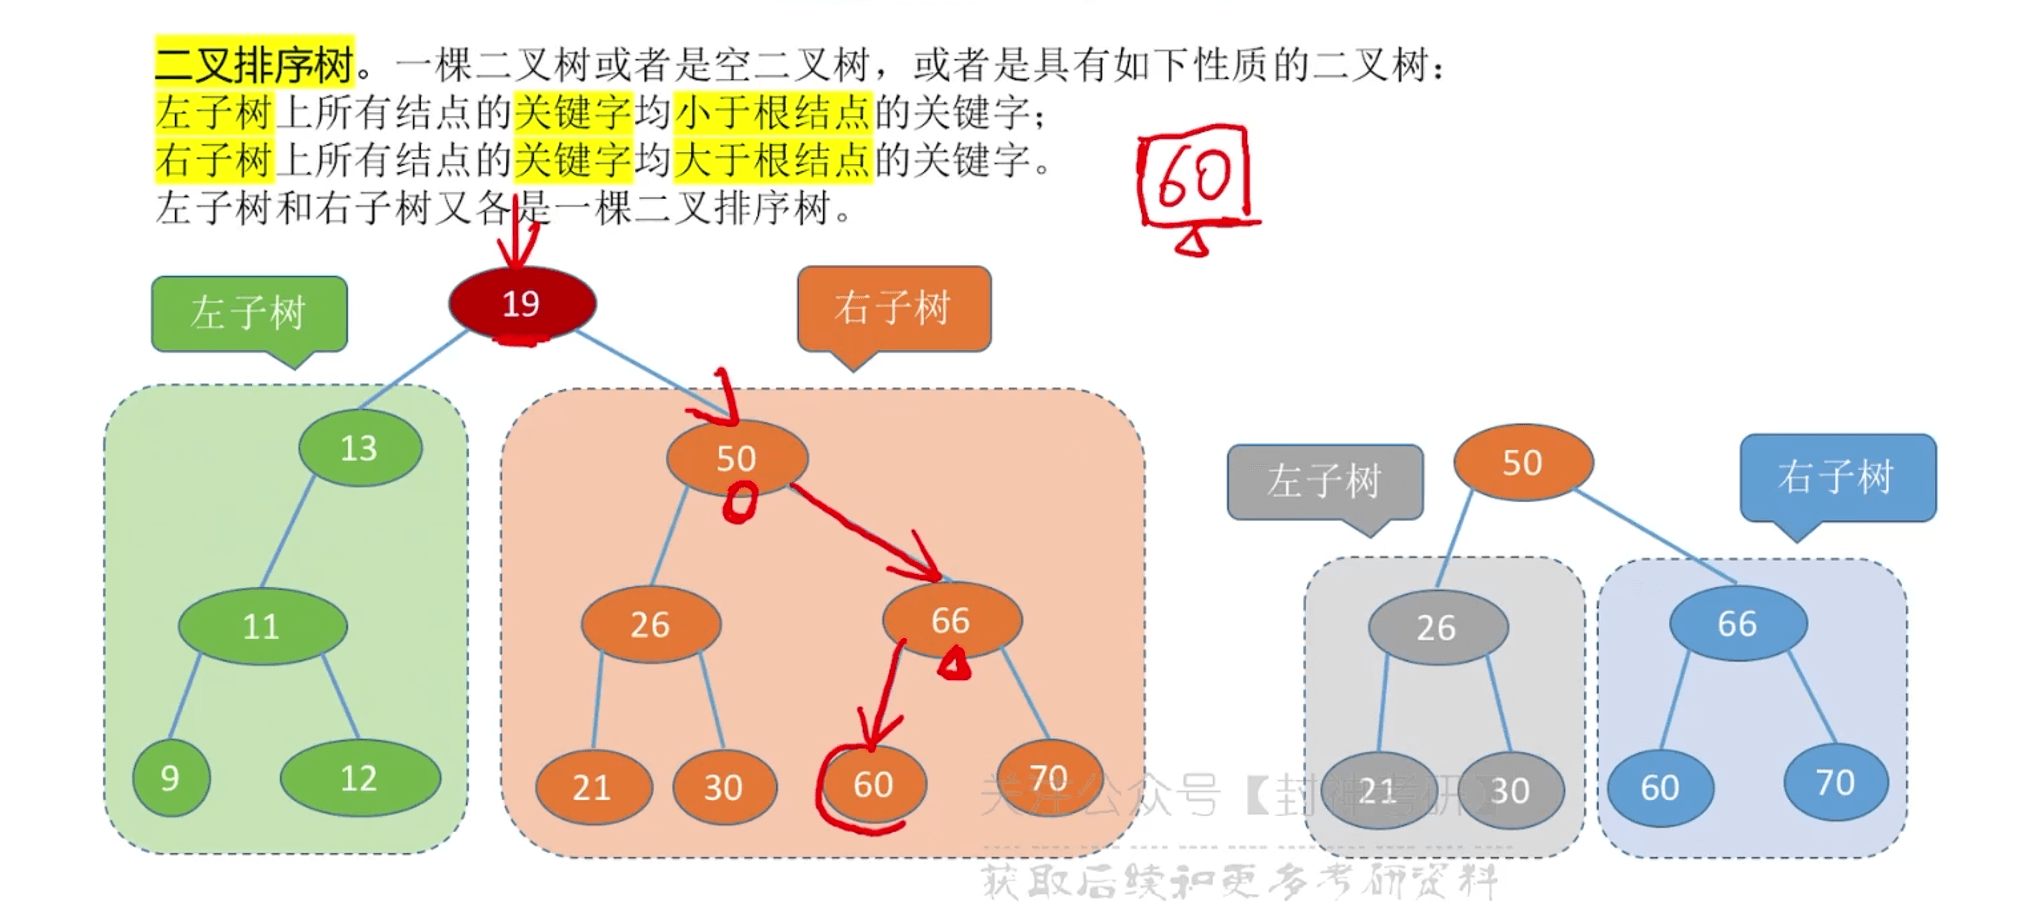 二叉排序树。一棵二叉树或者是空二叉树，或者是具有如下性质的二叉树：
左子树上所有结点的关键字均小于根结点的关键字；
右子树上所有结点的关键字均大于根结点的关键字。
左子树和右子树又各是一棵二叉排序树。
60
左子树
19
右子树
13
50
左子树
50
右子树
11
26
66
26
66
9
12
21
30
60
70
21
30
60
70
关注公众号【封神考研】
获取后续和更多考研资料